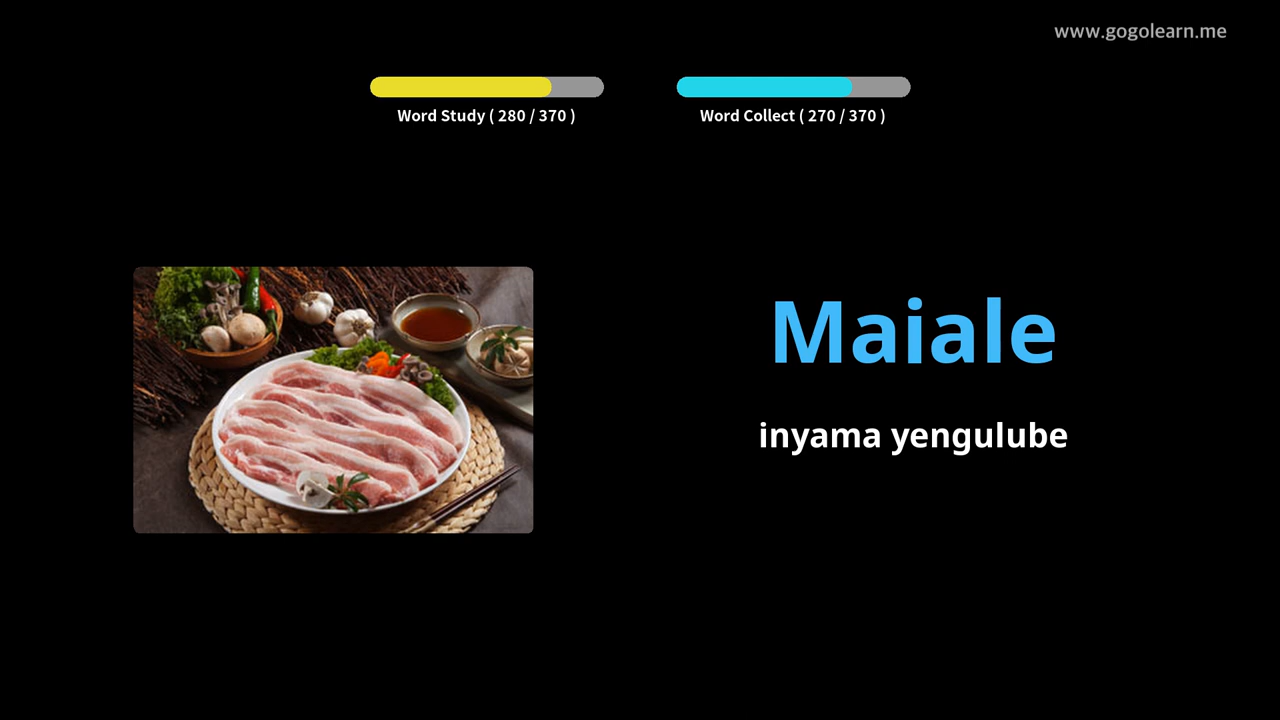 www.gogolearn.me
Word Study ( 280 / 370 )
Word Collect ( 270 / 370 )
Maiale
inyama yengulube